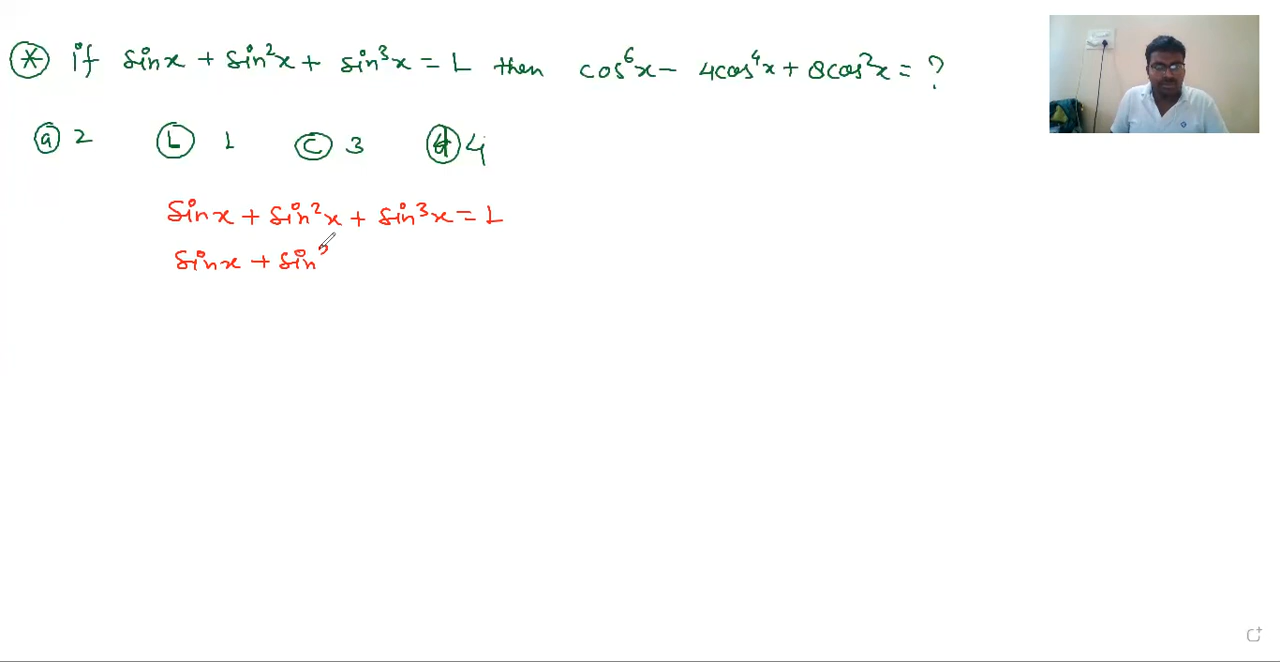 * if sinx + sin²x + sin³x = 1 then cos⁶x - 4cos⁴x + 8cos²x = ?
a 2 b 1 c 3 d 4
sinx + sin²x + sin³x = 1
sinx + sin³